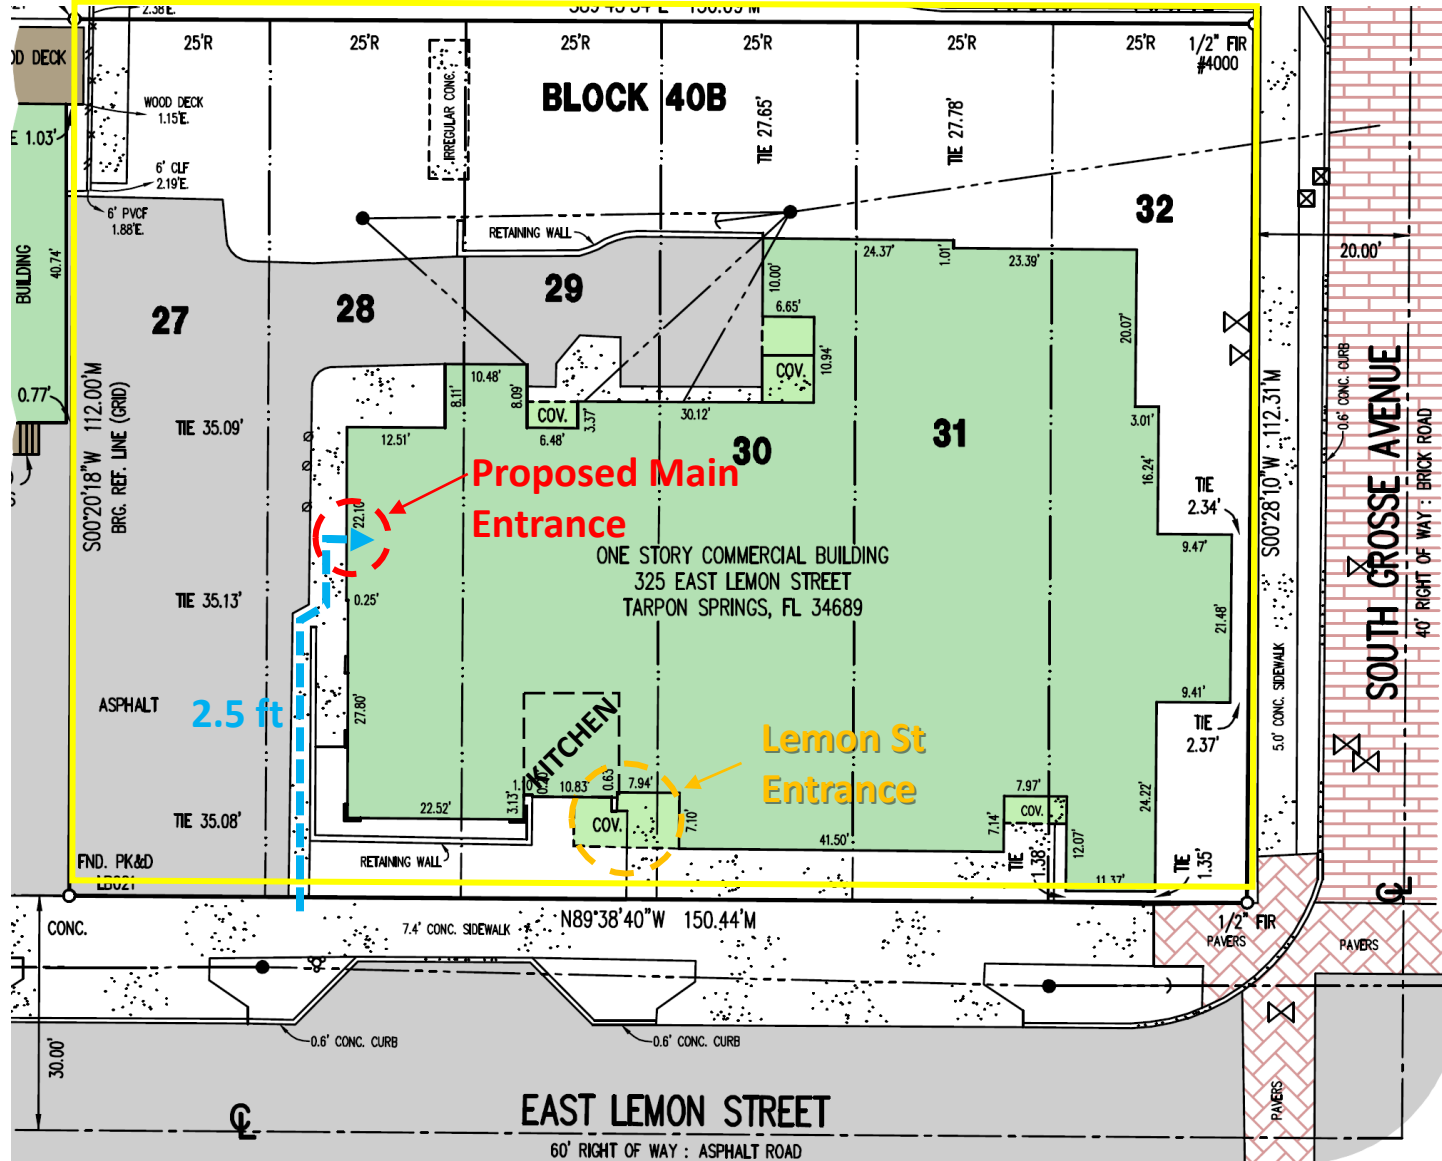 2.38'E.
25'R
25'R
25'R
25'R
25'R
25'R
1/2" FIR
#4000
DECK
WOOD DECK
1.15'E.
IRREGULAR CONC.
BLOCK 40B
TIE 27.65'
TIE 27.78'
1.03'
6' CLF
2.19'E.
6' PVCF
1.88'E.
32
RETAINING WALL
20.00'
BUILDING
40.74'
24.37'
1.01'
23.39'
10.00'
27
28
29
6.65'
20.07'
10.94'
COV.
S00°20'18"W 112.00'M
BRG. REF. LINE (GRID)
S00°28'10"W 112.31'M
0.6' CONC. CURB
SOUTH GROSSE AVENUE
40' RIGHT OF WAY : BRICK ROAD
0.77'
10.48'
8.11'
8.09'
COV.
3.37'
30.12'
6.48'
TIE 35.09'
12.51'
30
31
3.01'
16.24'
Proposed Main
Entrance
22.10'
TIE
2.34'
ONE STORY COMMERCIAL BUILDING
325 EAST LEMON STREET
TARPON SPRINGS, FL 34689
9.47'
TIE 35.13'
0.25'
21.48'
5.0' CONC. SIDEWALK
ASPHALT
2.5 ft
27.80'
KITCHEN
Lemon St
Entrance
9.41'
TIE
2.37'
10.83'
0.63'
7.94'
7.97'
24.22'
TIE 35.08'
22.52'
3.13'
COV.
7.10'
41.50'
7.14'
COV.
12.07'
FND. PK&D
RETAINING WALL
TIE
1.38'
11.37'
TIE
1.35'
CONC.
7.4' CONC. SIDEWALK
N89°38'40"W 150.44'M
1/2" FIR
PAVERS
PAVERS
0.6' CONC. CURB
0.6' CONC. CURB
30.00'
PAVERS
EAST LEMON STREET
60' RIGHT OF WAY : ASPHALT ROAD